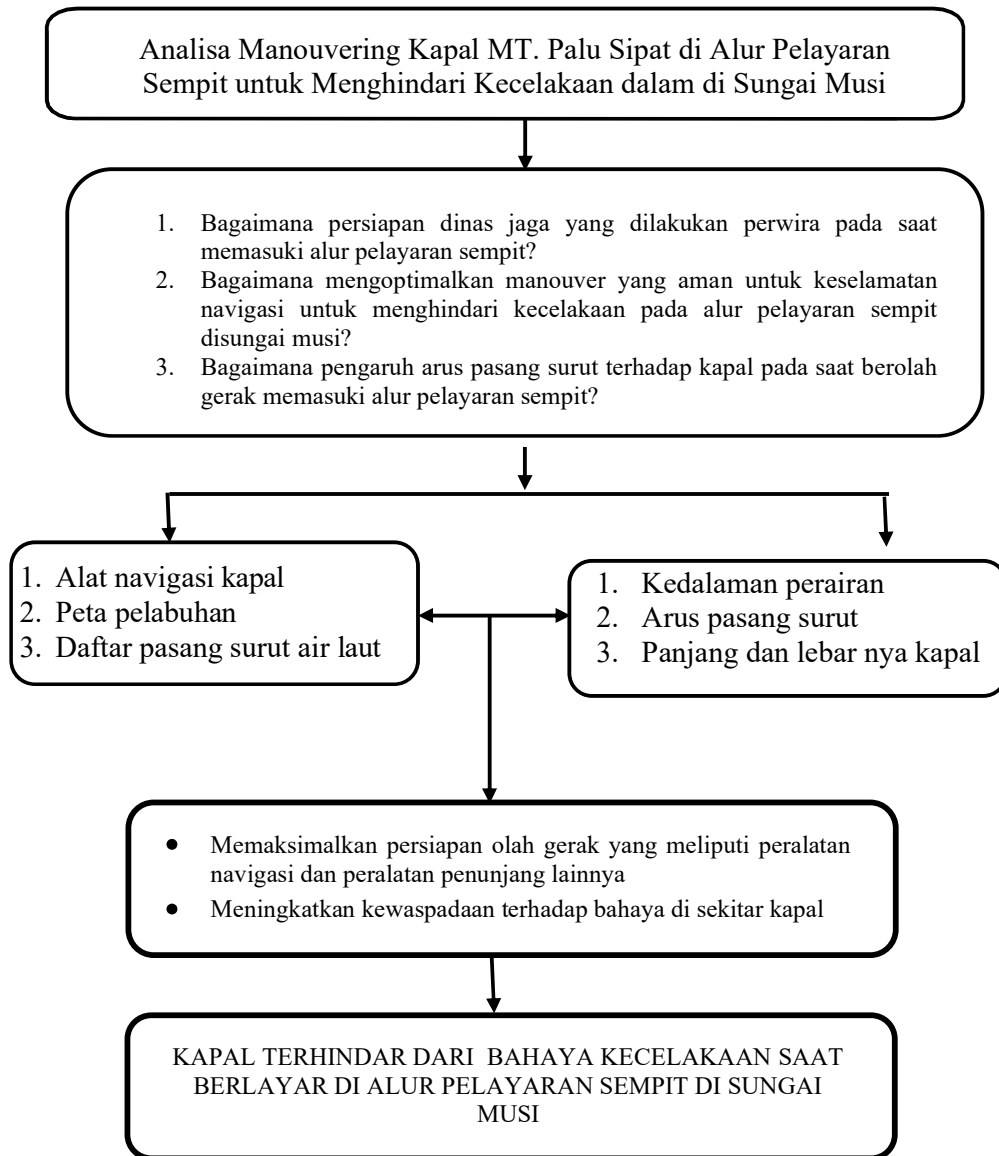 Analisa Manouvering Kapal MT. Palu Sipat di Alur Pelayaran
Sempit untuk Menghindari Kecelakaan dalam di Sungai Musi
1. Bagaimana persiapan dinas jaga yang dilakukan perwira pada saat
memasuki alur pelayaran sempit?
2. Bagaimana mengoptimalkan manouver yang aman untuk keselamatan
navigasi untuk menghindari kecelakaan pada alur pelayaran sempit
disungai musi?
3. Bagaimana pengaruh arus pasang surut terhadap kapal pada saat berolah
gerak memasuki alur pelayaran sempit?
1. Alat navigasi kapal
2. Peta pelabuhan
3. Daftar pasang surut air laut
1. Kedalaman perairan
2. Arus pasang surut
3. Panjang dan lebar nya kapal
● Memaksimalkan persiapan olah gerak yang meliputi peralatan
navigasi dan peralatan penunjang lainnya
● Meningkatkan kewaspadaan terhadap bahaya di sekitar kapal
KAPAL TERHINDAR DARI BAHAYA KECELAKAAN SAAT
BERLAYAR DI ALUR PELAYARAN SEMPIT DI SUNGAI
MUSI